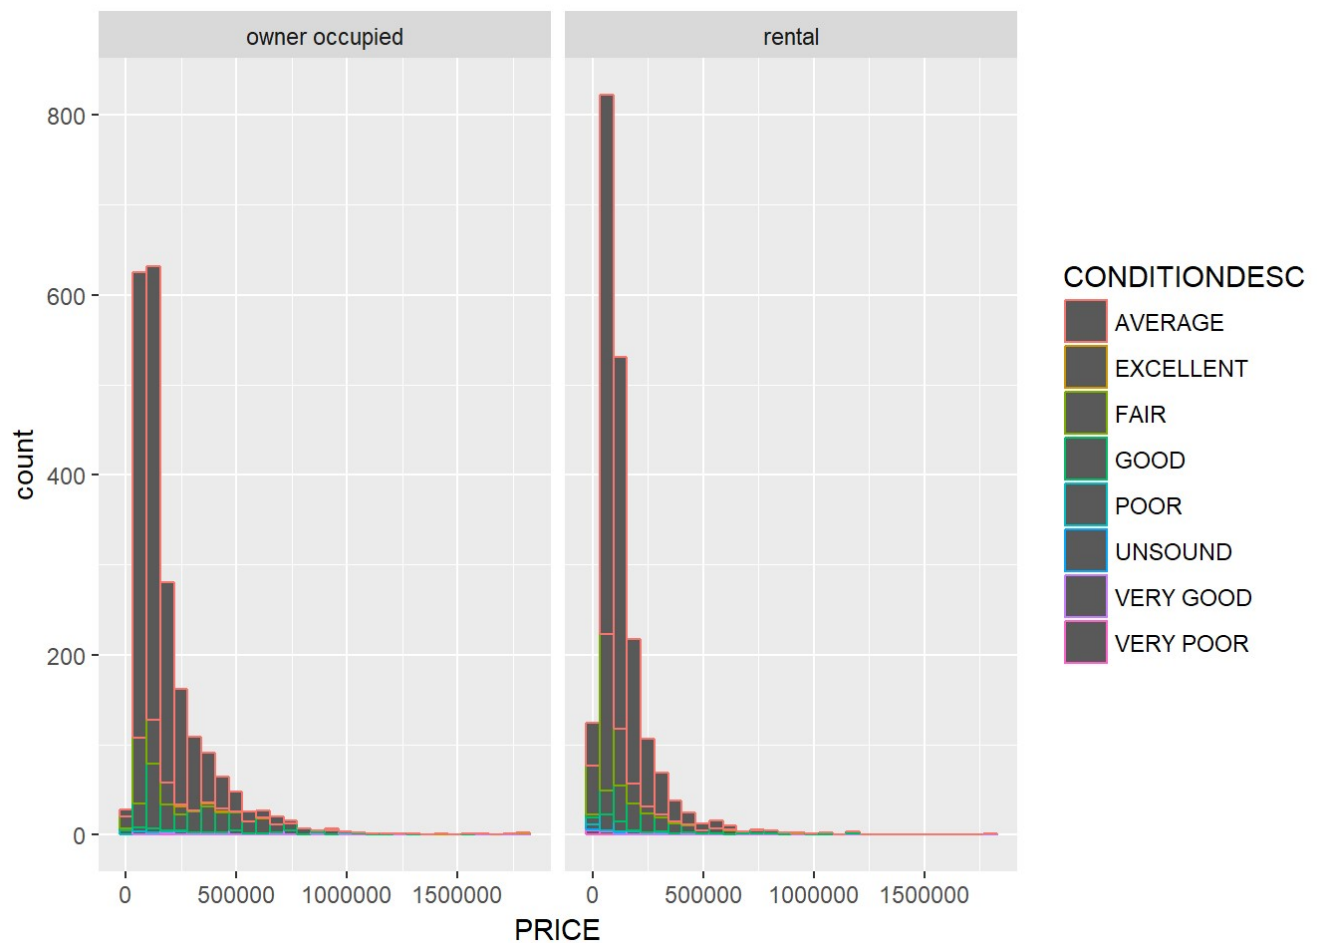 owner occupied
rental
800
600
400
200
0
count
0 500000 1000000 1500000
0 500000 1000000 1500000
PRICE
CONDITIONDESC
AVERAGE
EXCELLENT
FAIR
GOOD
POOR
UNSOUND
VERY GOOD
VERY POOR